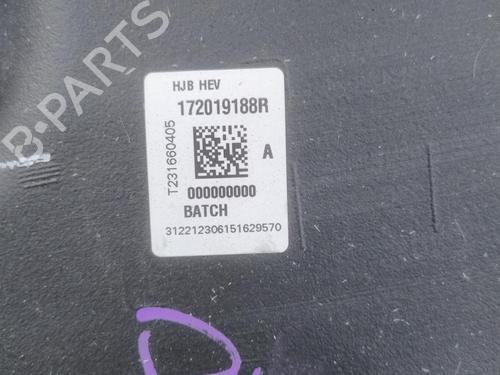 B-PARTS
HJB HEV
172019188R
T231660405
A
000000000
BATCH
312212306151629570